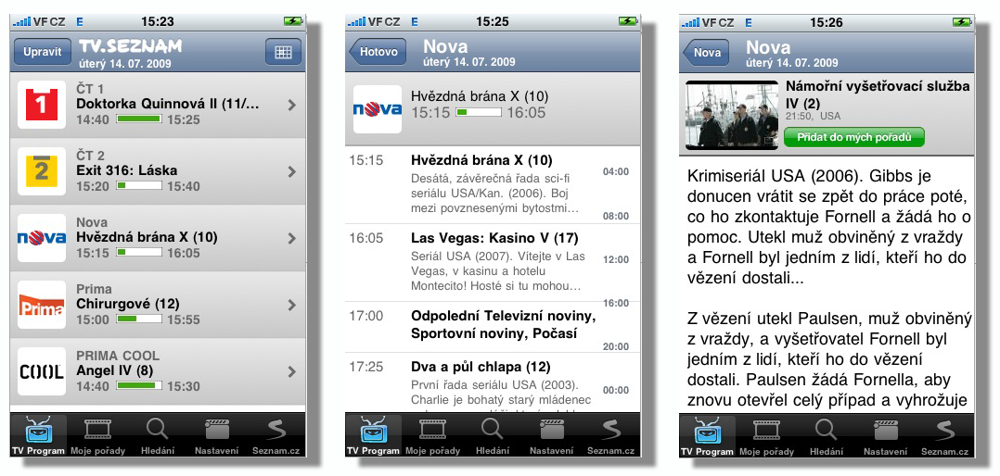 VF CZ E 15:23
Upravit
TV.SEZNAM
úterý 14. 07. 2009
1
ČT 1
Doktorka Quinnová II (11/...
14:40 15:25
2
ČT 2
Exit 316: Láska
15:20 15:40
nova
Nova
Hvězdná brána X (10)
15:15 16:05
Prima
Prima
Chirurgové (12)
15:00 15:55
COOL
PRIMA COOL
Angel IV (8)
14:40 15:30
TV Program Moje pořady Hledání Nastavení Seznam.cz
VF CZ E 15:25
Hotovo
Nova
úterý 14. 07. 2009
nova
Hvězdná brána X (10)
15:15 16:05
15:15 Hvězdná brána X (10)
Desátá, závěrečná řada sci-fi
seriálu USA/Kan. (2006). Boj
mezi povznesenými bytostmi...
16:05 Las Vegas: Kasino V (17)
Seriál USA (2007). Vítejte v Las
Vegas, v kasinu a hotelu
Montecito! Hosté si tu mohou...
17:00 Odpolední Televizní noviny,
Sportovní noviny, Počasí
17:25 Dva a půl chlapa (12)
První řada seriálu USA (2003).
Charlie je bohatý starý mládenec
04:00
08:00
12:00
16:00
20:00
00:00
TV Program Moje pořady Hledání Nastavení Seznam.cz
VF CZ E 15:26
Nova
Nova
úterý 14. 07. 2009
Námořní vyšetřovací služba
IV (2)
21:50, USA
Přidat do mých pořadů
Krimiseriál USA (2006). Gibbs je
donucen vrátit se zpět do práce poté,
co ho zkontaktuje Fornell a žádá ho o
pomoc. Utekl muž obviněný z vraždy
a Fornell byl jedním z lidí, kteří ho do
vězení dostali...
Z vězení utekl Paulsen, muž obviněný
z vraždy, a vyšetřovatel Fornell byl
jedním z lidí, kteří ho do vězení
dostali. Paulsen žádá Fornella, aby
znovu otevřel celý případ a vyhrožuje
TV Program Moje pořady Hledání Nastavení Seznam.cz